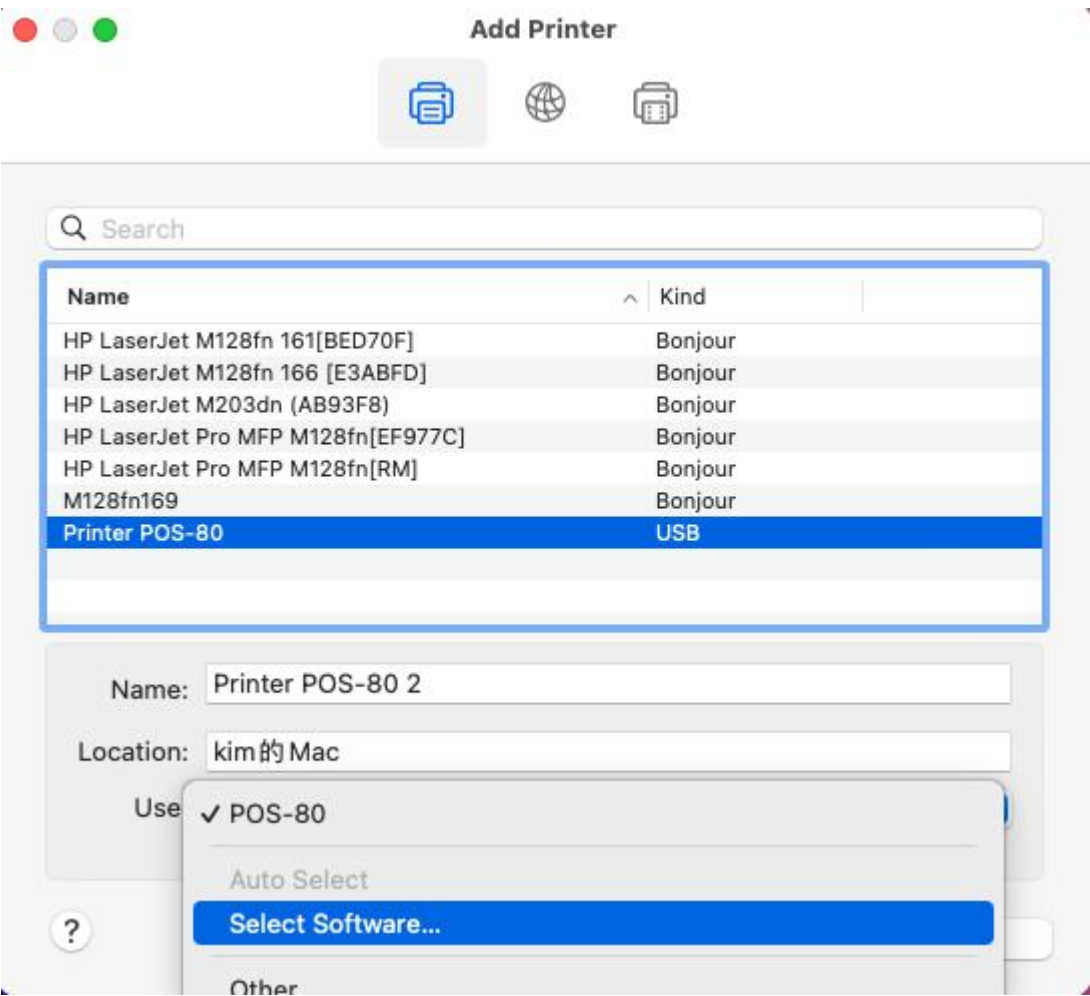 Add Printer
Search
Name Kind
HP LaserJet M128fn 161[BED70F] Bonjour
HP LaserJet M128fn 166 [E3ABFD] Bonjour
HP LaserJet M203dn (AB93F8) Bonjour
HP LaserJet Pro MFP M128fn[EF977C] Bonjour
HP LaserJet Pro MFP M128fn[RM] Bonjour
M128fn169 Bonjour
Printer POS-80 USB
Name: Printer POS-80 2
Location: kim的Mac
Use ✓ POS-80
Auto Select
Select Software...
?
Other